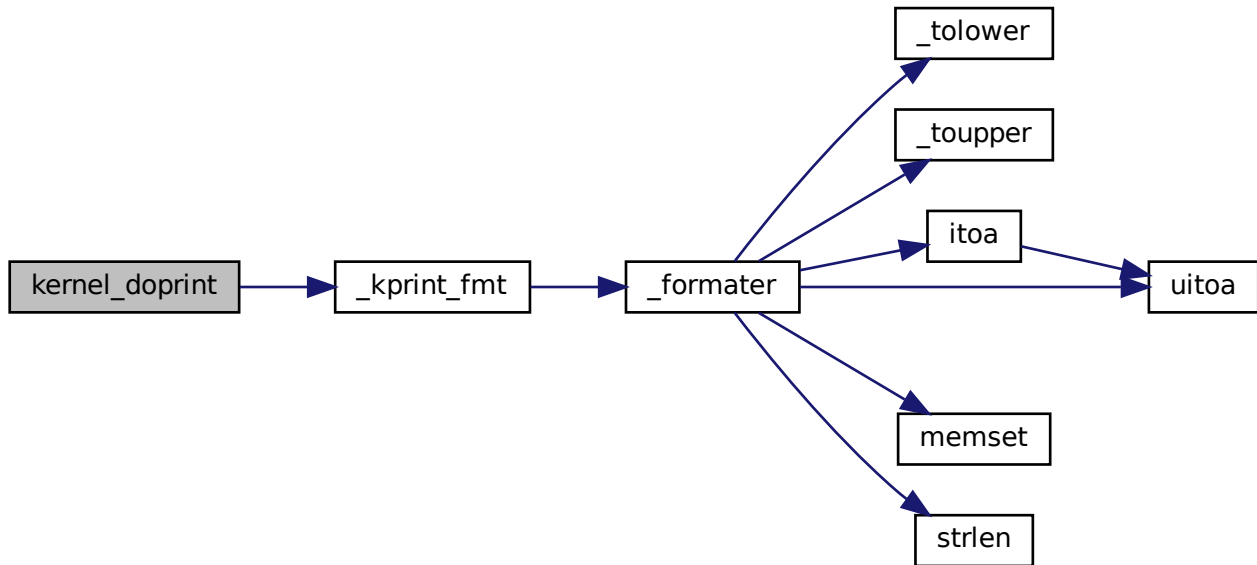 _tolower
_toupper
itoa
kernel_doprint
_kprint_fmt
_formater
uitoa
memset
strlen